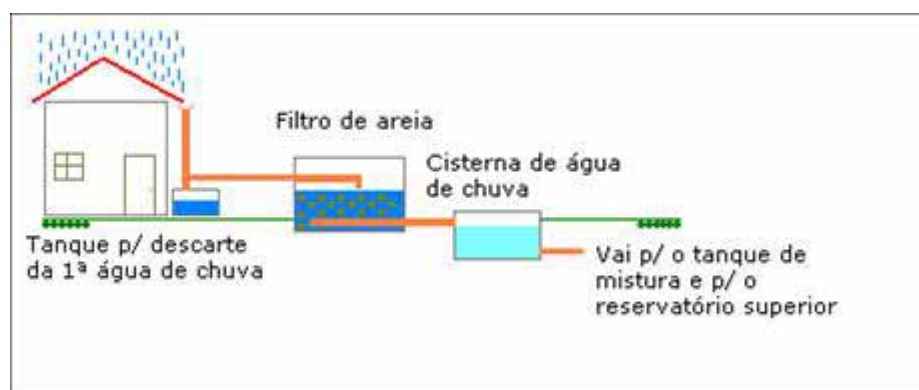 Filtro de areia
Cisterna de água
de chuva
Tanque p/ descarte
da 1ª água de chuva
Vai p/ o tanque de
mistura e p/ o
reservatório superior